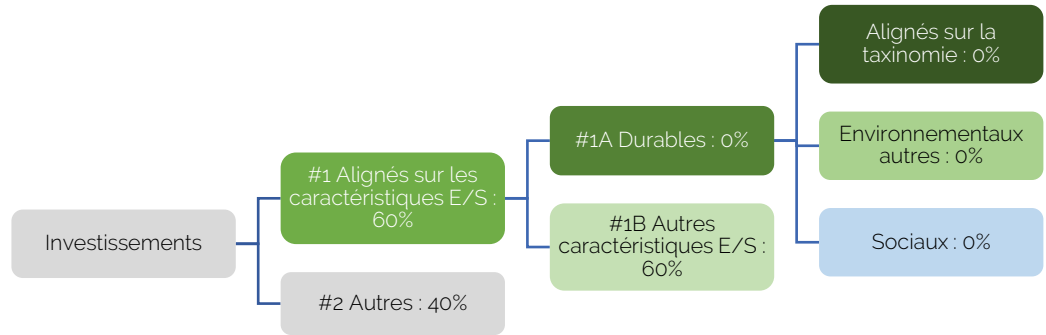 Investissements
#1 Alignés sur les
caractéristiques E/S :
60%
#2 Autres : 40%
#1A Durables : 0%
#1B Autres
caractéristiques E/S :
60%
Alignés sur la
taxinomie : 0%
Environnementaux
autres : 0%
Sociaux : 0%